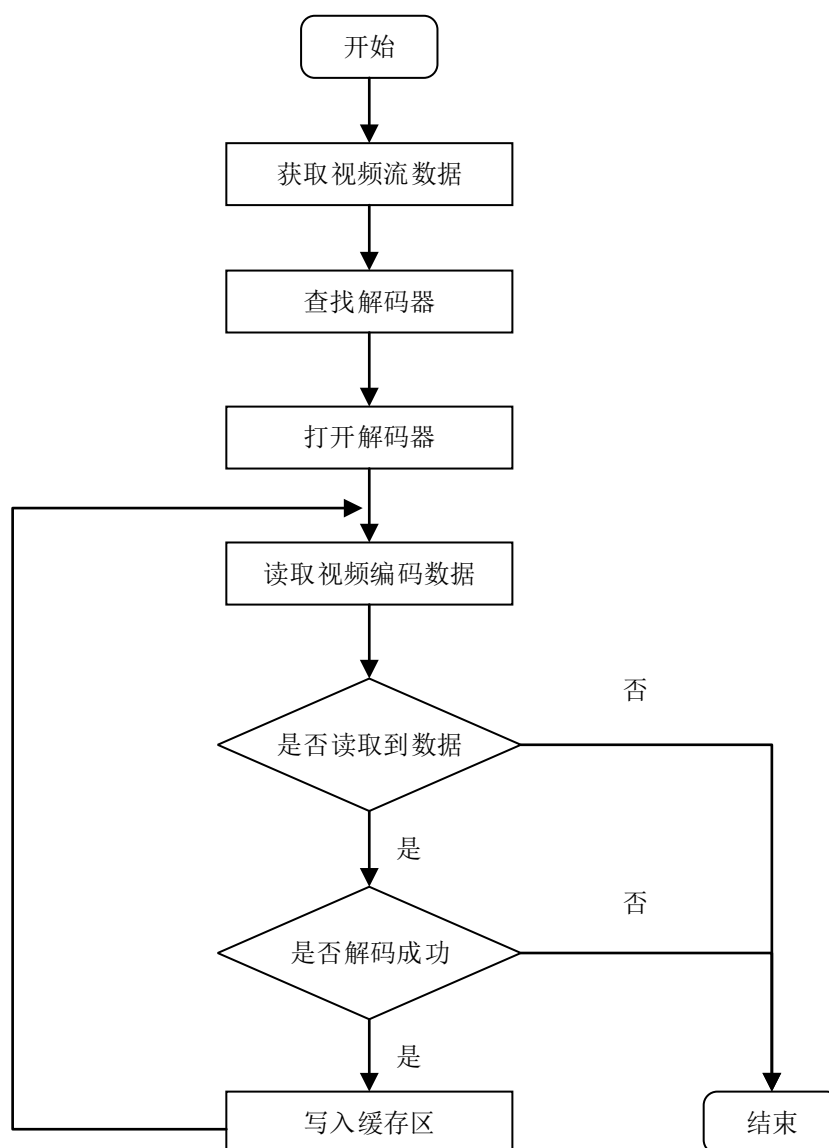 开始
获取视频流数据
查找解码器
打开解码器
读取视频编码数据
否
是否读取到数据
是
否
是否解码成功
是
写入缓存区
结束